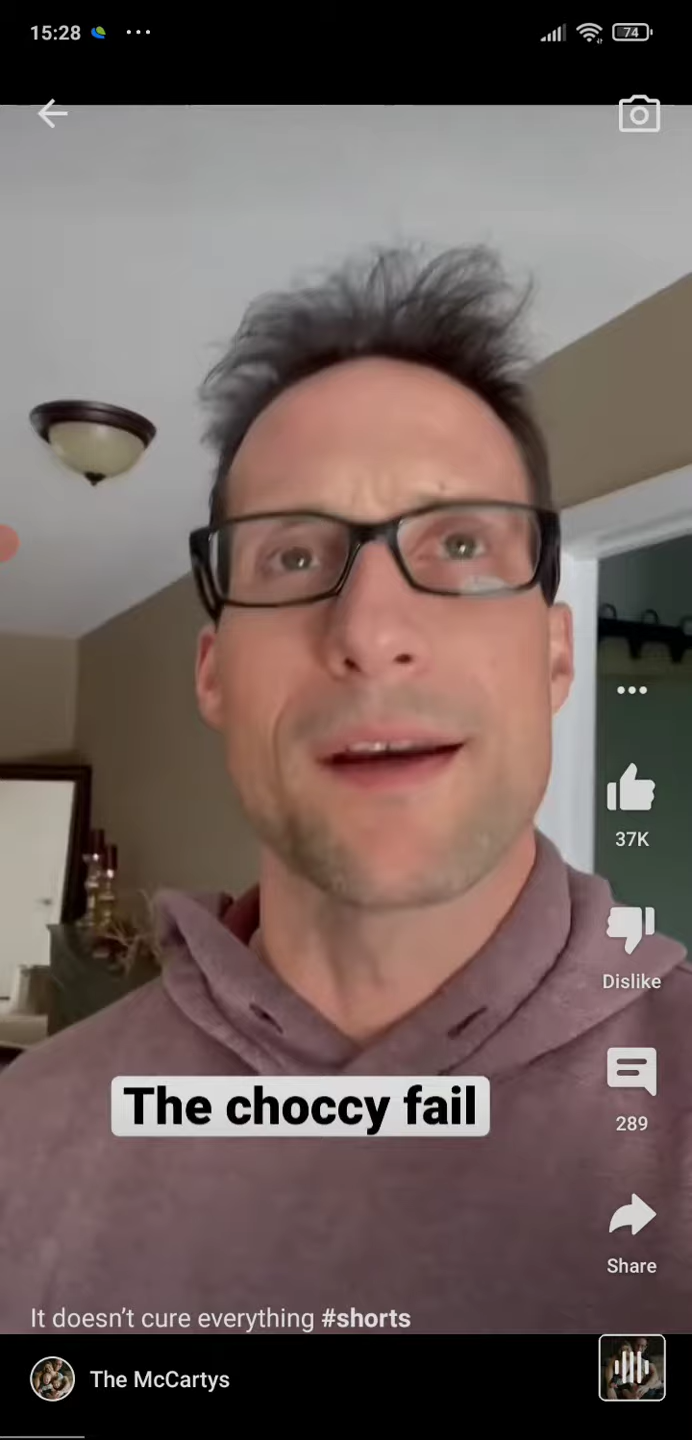 15:28
74
The choccy fail
37K
Dislike
289
Share
It doesn’t cure everything #shorts
The McCartys